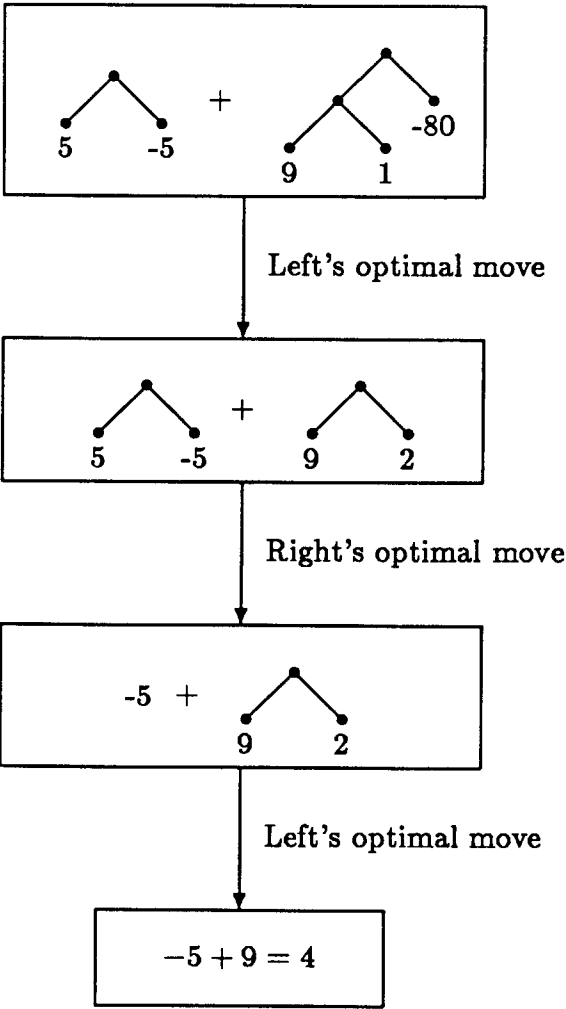 +
5 -5 -80
9 1
Left's optimal move
+
5 -5 9 2
Right's optimal move
-5 +
9 2
Left's optimal move
−5 + 9 = 4